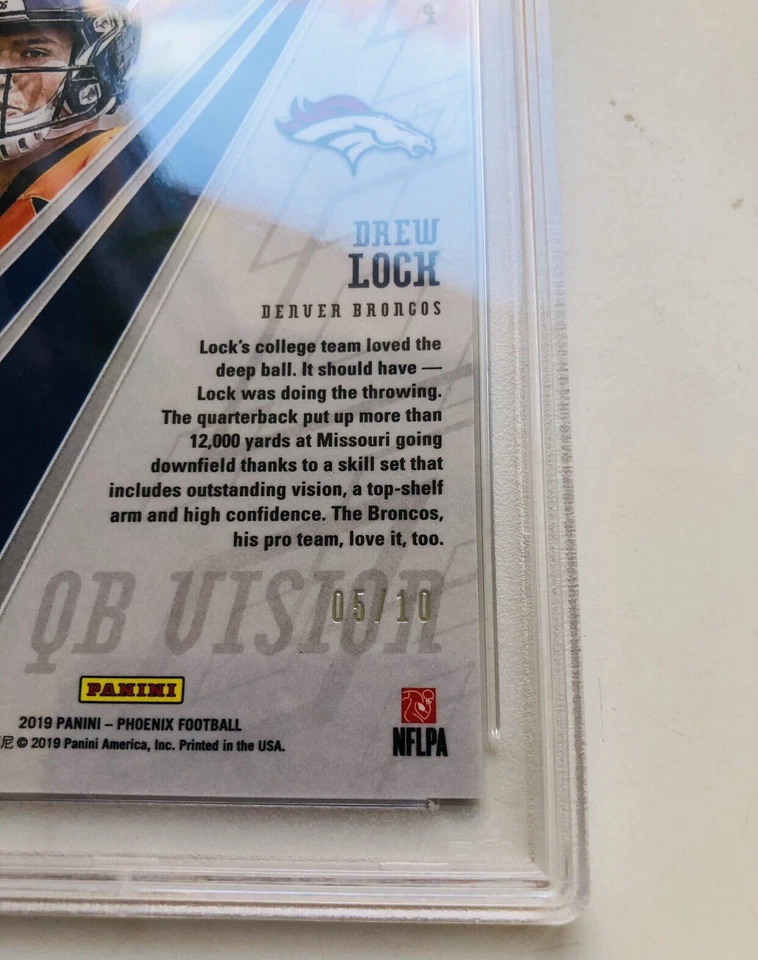 4
DREW
LOCK
DENVER BRONCOS
Lock's college team loved the
deep ball. It should have —
Lock was doing the throwing.
The quarterback put up more than
12,000 yards at Missouri going
downfield thanks to a skill set that
includes outstanding vision, a top-shelf
arm and high confidence. The Broncos,
his pro team, love it, too.
QB VISION
05/10
PANINI
2019 PANINI – PHOENIX FOOTBALL
尼 © 2019 Panini America, Inc. Printed in the USA.
NFLPA